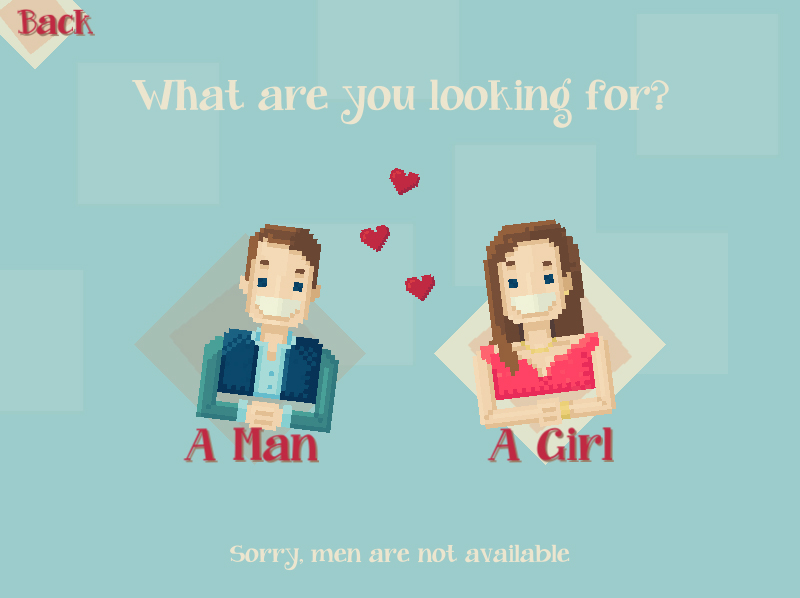 Back
What are you looking for?
A Man
A Girl
Sorry, men are not available